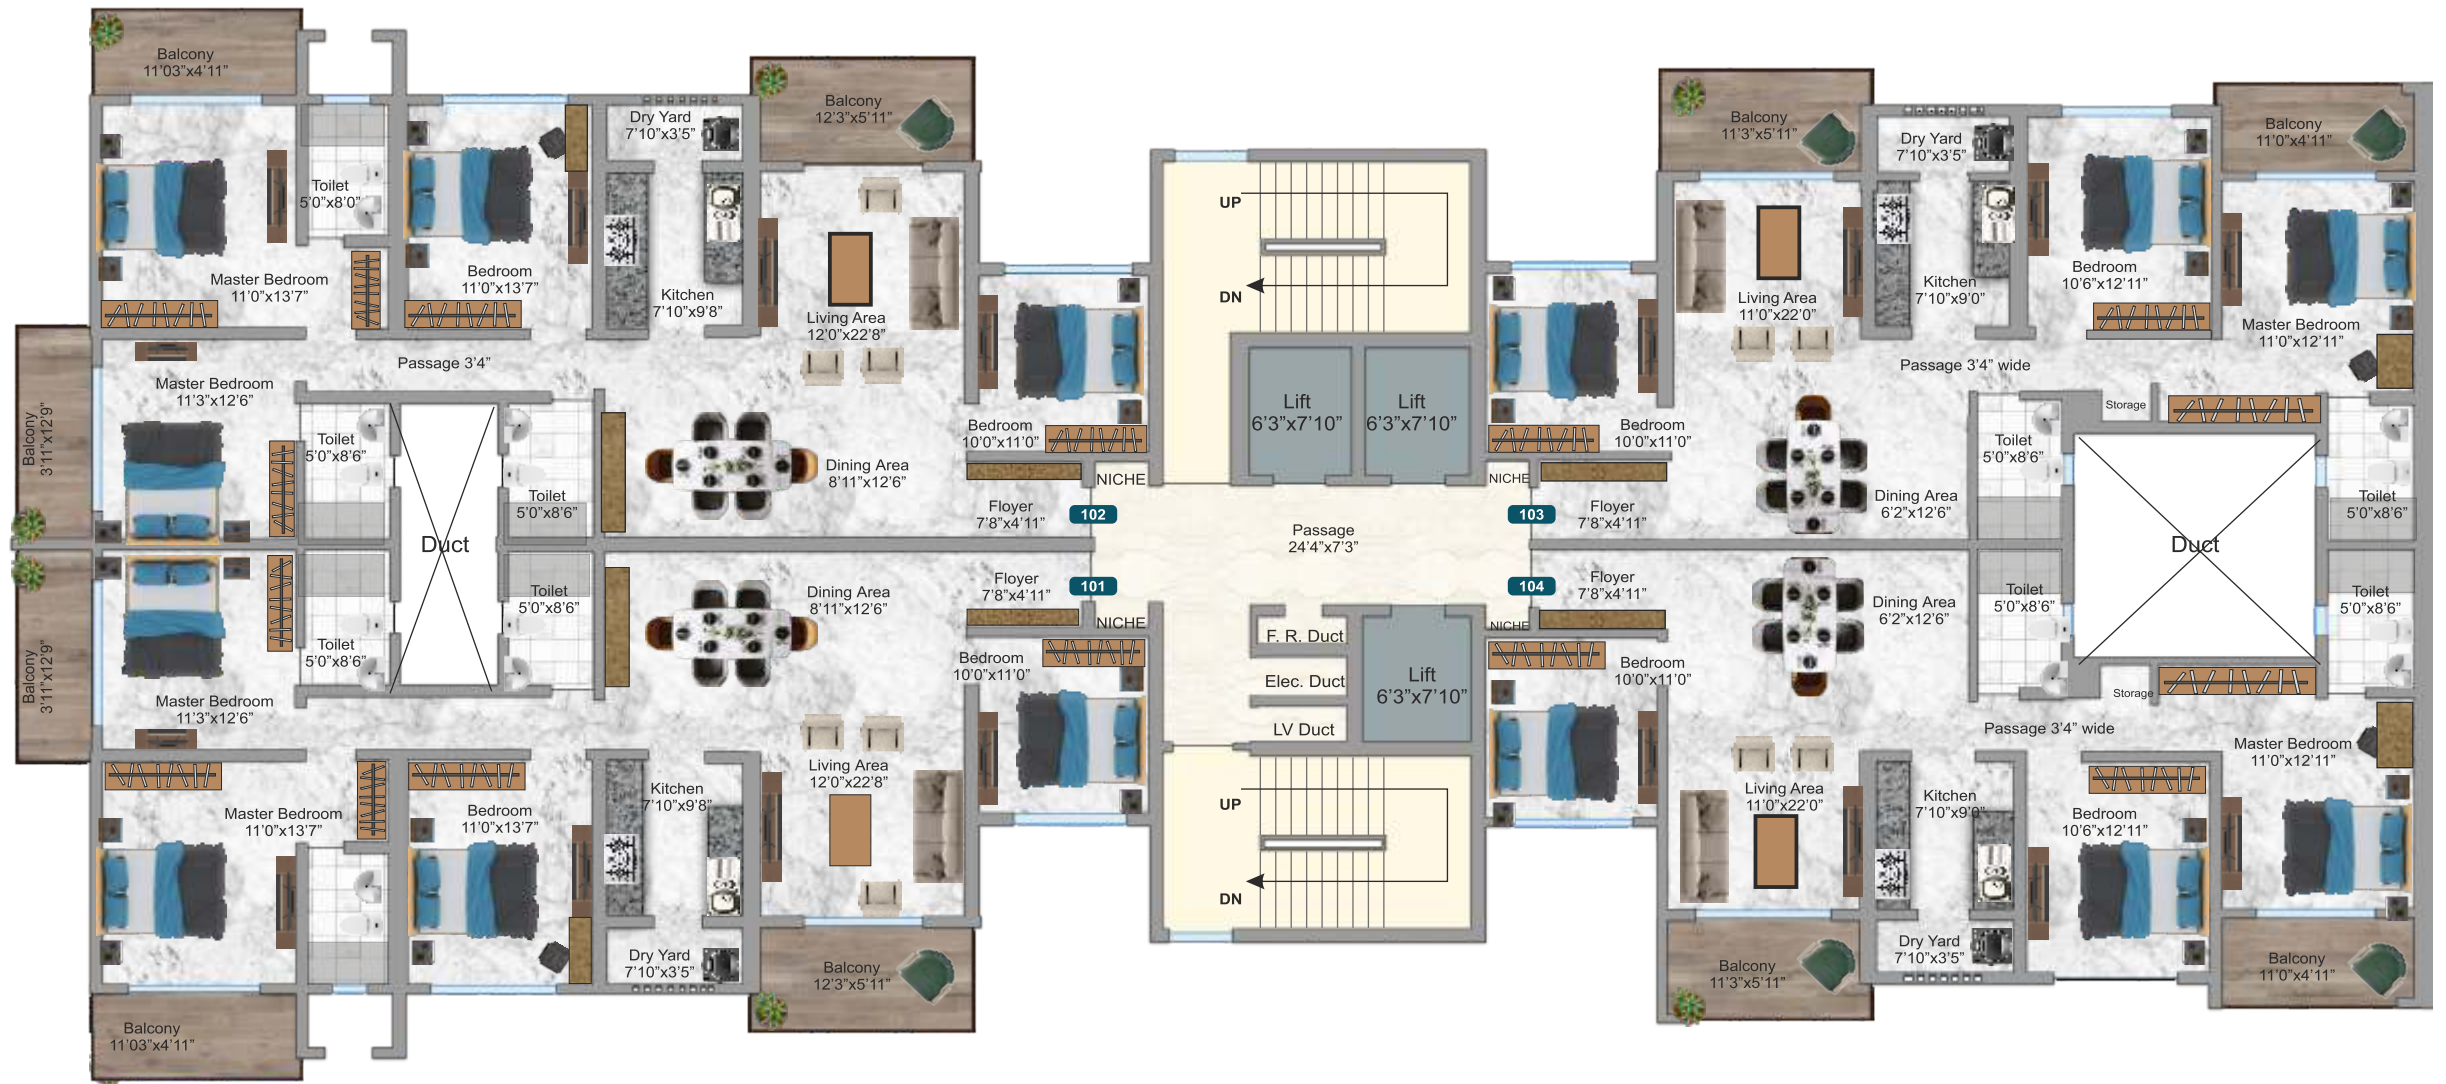 Balcony
11'03"x4'11"
Balcony
12'3"x5'11"
Balcony
11'3"x5'11"
Balcony
11'0"x4'11"
Dry Yard
7'10"x3'5"
Dry Yard
7'10"x3'5"
Toilet
5'0"x8'0"
Master Bedroom
11'0"x13'7"
Bedroom
11'0"x13'7"
Kitchen
7'10"x9'8"
Living Area
12'0"x22'8"
UP
DN
Living Area
11'0"x22'0"
Kitchen
7'10"x9'0"
Bedroom
10'6"x12'11"
Master Bedroom
11'0"x12'11"
Passage 3'4"
Passage 3'4" wide
Master Bedroom
11'3"x12'6"
Balcony
3'11"x12'9"
Toilet
5'0"x8'6"
Toilet
5'0"x8'6"
Dining Area
8'11"x12'6"
Bedroom
10'0"x11'0"
Lift
6'3"x7'10"
Lift
6'3"x7'10"
Bedroom
10'0"x11'0"
Storage
Toilet
5'0"x8'6"
Dining Area
6'2"x12'6"
Toilet
5'0"x8'6"
NICHE
NICHE
Floyer
7'8"x4'11"
102
103
Floyer
7'8"x4'11"
Duct
Passage
24'4"x7'3"
Duct
Floyer
7'8"x4'11"
101
104
Floyer
7'8"x4'11"
NICHE
NICHE
Toilet
5'0"x8'6"
Toilet
5'0"x8'6"
Dining Area
8'11"x12'6"
Dining Area
6'2"x12'6"
Toilet
5'0"x8'6"
Toilet
5'0"x8'6"
Balcony
3'11"x12'9"
Master Bedroom
11'3"x12'6"
Bedroom
10'0"x11'0"
F. R. Duct
Elec. Duct
LV Duct
Lift
6'3"x7'10"
Bedroom
10'0"x11'0"
Storage
Passage 3'4" wide
Master Bedroom
11'0"x12'11"
Master Bedroom
11'0"x13'7"
Bedroom
11'0"x13'7"
Kitchen
7'10"x9'8"
Living Area
12'0"x22'8"
UP
DN
Living Area
11'0"x22'0"
Kitchen
7'10"x9'0"
Bedroom
10'6"x12'11"
Dry Yard
7'10"x3'5"
Dry Yard
7'10"x3'5"
Balcony
11'03"x4'11"
Balcony
12'3"x5'11"
Balcony
11'3"x5'11"
Balcony
11'0"x4'11"